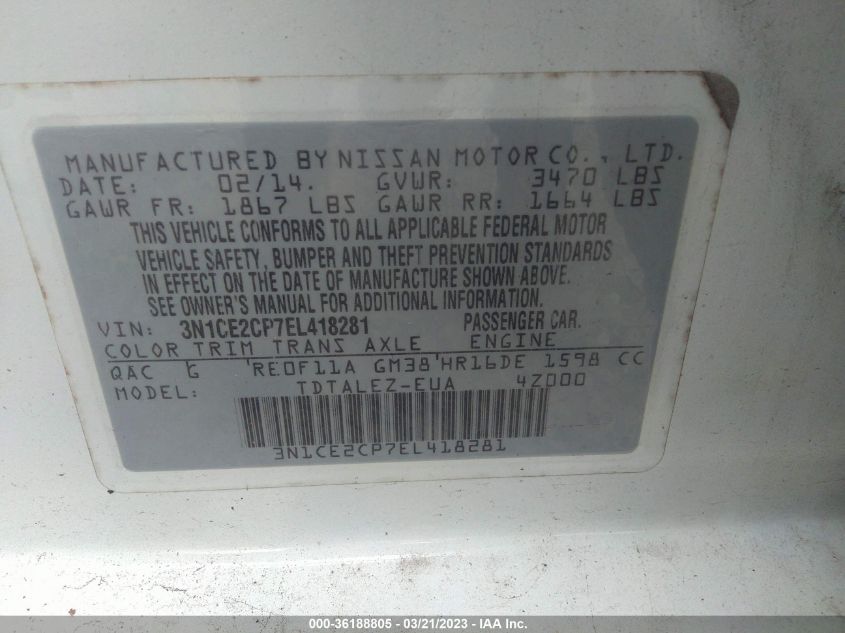 MANUFACTURED BY NISSAN MOTOR CO., LTD.
DATE: 02/14. GVWR: 3470 LBS
GAWR FR: 1867 LBS GAWR RR: 1664 LBS
THIS VEHICLE CONFORMS TO ALL APPLICABLE FEDERAL MOTOR
VEHICLE SAFETY, BUMPER AND THEFT PREVENTION STANDARDS
IN EFFECT ON THE DATE OF MANUFACTURE SHOWN ABOVE.
SEE OWNER'S MANUAL FOR ADDITIONAL INFORMATION.
VIN: 3N1CE2CP7EL418281 PASSENGER CAR.
COLOR TRIM TRANS AXLE ENGINE
QAC G RE0F11A GM38 HR16DE 1598 CC
MODEL: TDTALEZ-EUA 4Z000
3N1CE2CP7EL418281
000-36188805 - 03/21/2023 - IAAI.COM